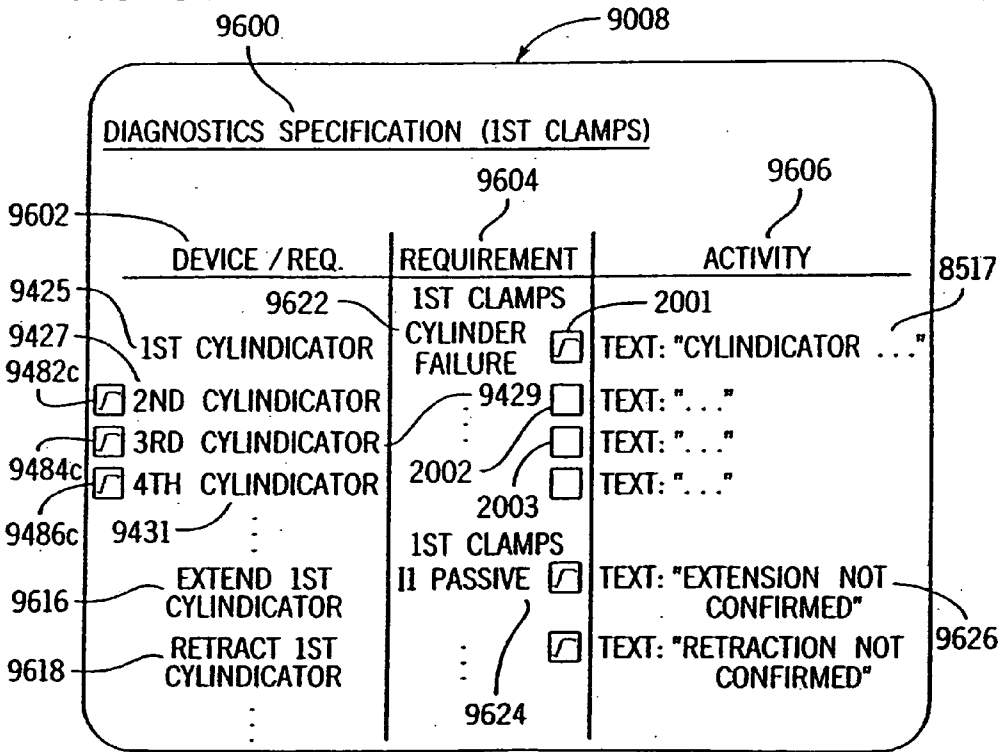 9600
9008
DIAGNOSTICS SPECIFICATION (1ST CLAMPS)
9602
9604
9606
DEVICE / REQ.
REQUIREMENT
ACTIVITY
8517
9425
9622
1ST CLAMPS
2001
9427
1ST CYLINDICATOR
CYLINDER
FAILURE
TEXT: "CYLINDICATOR ..."
9482c
2ND CYLINDICATOR
9429
TEXT: "..."
3RD CYLINDICATOR
TEXT: "..."
9484c
2002
4TH CYLINDICATOR
TEXT: "..."
9486c
9431
2003
1ST CLAMPS
9616
EXTEND 1ST
CYLINDICATOR
I1 PASSIVE
TEXT: "EXTENSION NOT
CONFIRMED"
9618
RETRACT 1ST
CYLINDICATOR
TEXT: "RETRACTION NOT
CONFIRMED"
9626
9624